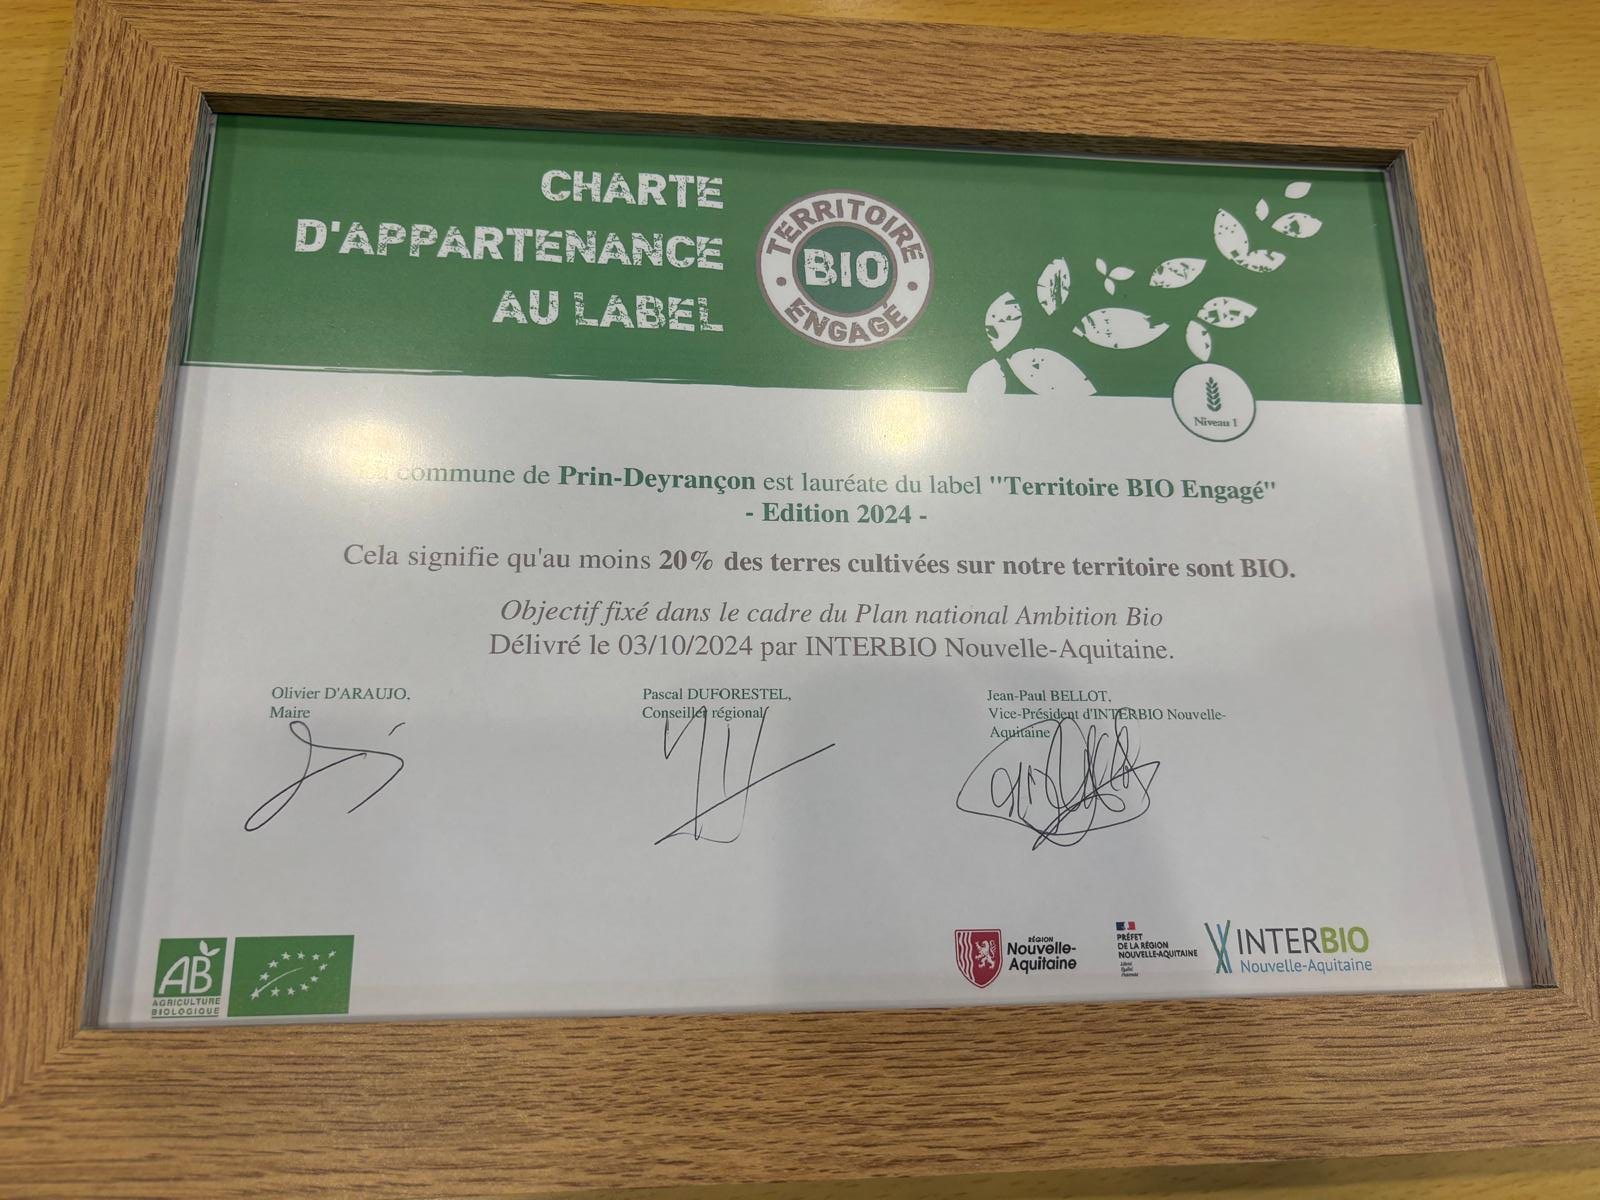 CHARTE
D'APPARTENANCE
AU LABEL
TERRITOIRE
BIO
ENGAGÉ
Niveau 1
commune de Prin-Deyrançon est lauréate du label "Territoire BIO Engagé"
- Edition 2024 -
Cela signifie qu'au moins 20% des terres cultivées sur notre territoire sont BIO.
Objectif fixé dans le cadre du Plan national Ambition Bio
Délivré le 03/10/2024 par INTERBIO Nouvelle-Aquitaine.
Olivier D'ARAUJO,
Maire
Pascal DUFORESTEL,
Conseiller régional
Jean-Paul BELLOT,
Vice-Président d'INTERBIO Nouvelle-
Aquitaine
AB
AGRICULTURE
BIOLOGIQUE
RÉGION
Nouvelle-
Aquitaine
PRÉFET
DE LA RÉGION
NOUVELLE-AQUITAINE
INTERBIO
Nouvelle-Aquitaine